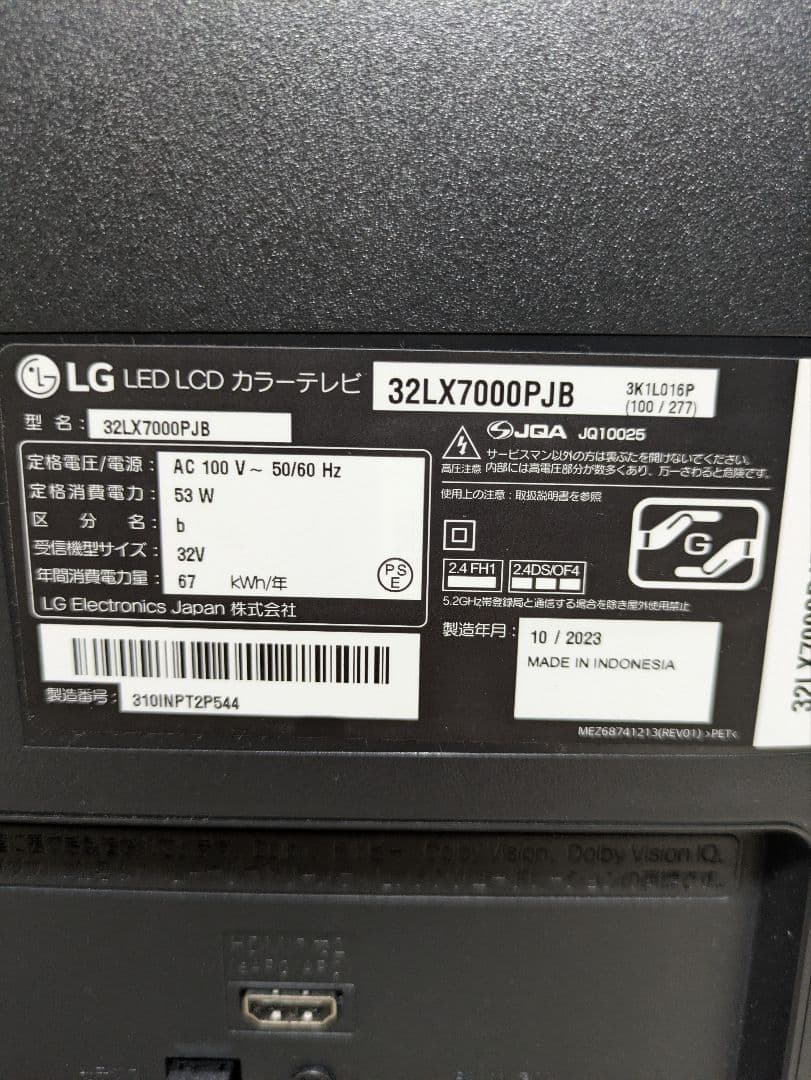 LG LED LCD カラーテレビ
32LX7000PJB
3K1L016P
(100 / 277)
型 名：
32LX7000PJB
定格電圧/電源：
AC 100 V～ 50/60 Hz
定格消費電力：
53 W
区 分 名：
b
受信機型サイズ：
32V
年間消費電力量：
67 kWh/年
PS
E
LG Electronics Japan 株式会社
製造番号：
310INPT2P544
JQA JQ10025
高圧注意
サービスマン以外の方は裏ぶたを開けないでください。
内部には高電圧部分が数多くあり、万一さわると危険です。
使用上の注意：取扱説明書を参照
G
2.4 FH1
2.4DS/OF4
5.2GHz帯登録局と通信する場合を除き屋外使用禁止
製造年月：
10 / 2023
MADE IN INDONESIA
MEZ68741213(REV01) >PET<
32LX7000P
Dolby Vision、Dolby Vision IQ、